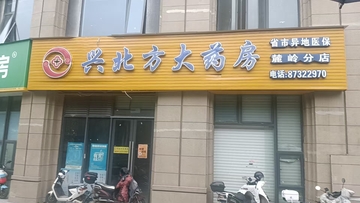 兴北方大药房
省市异地医保
麓岭分店
电话:87322970
房